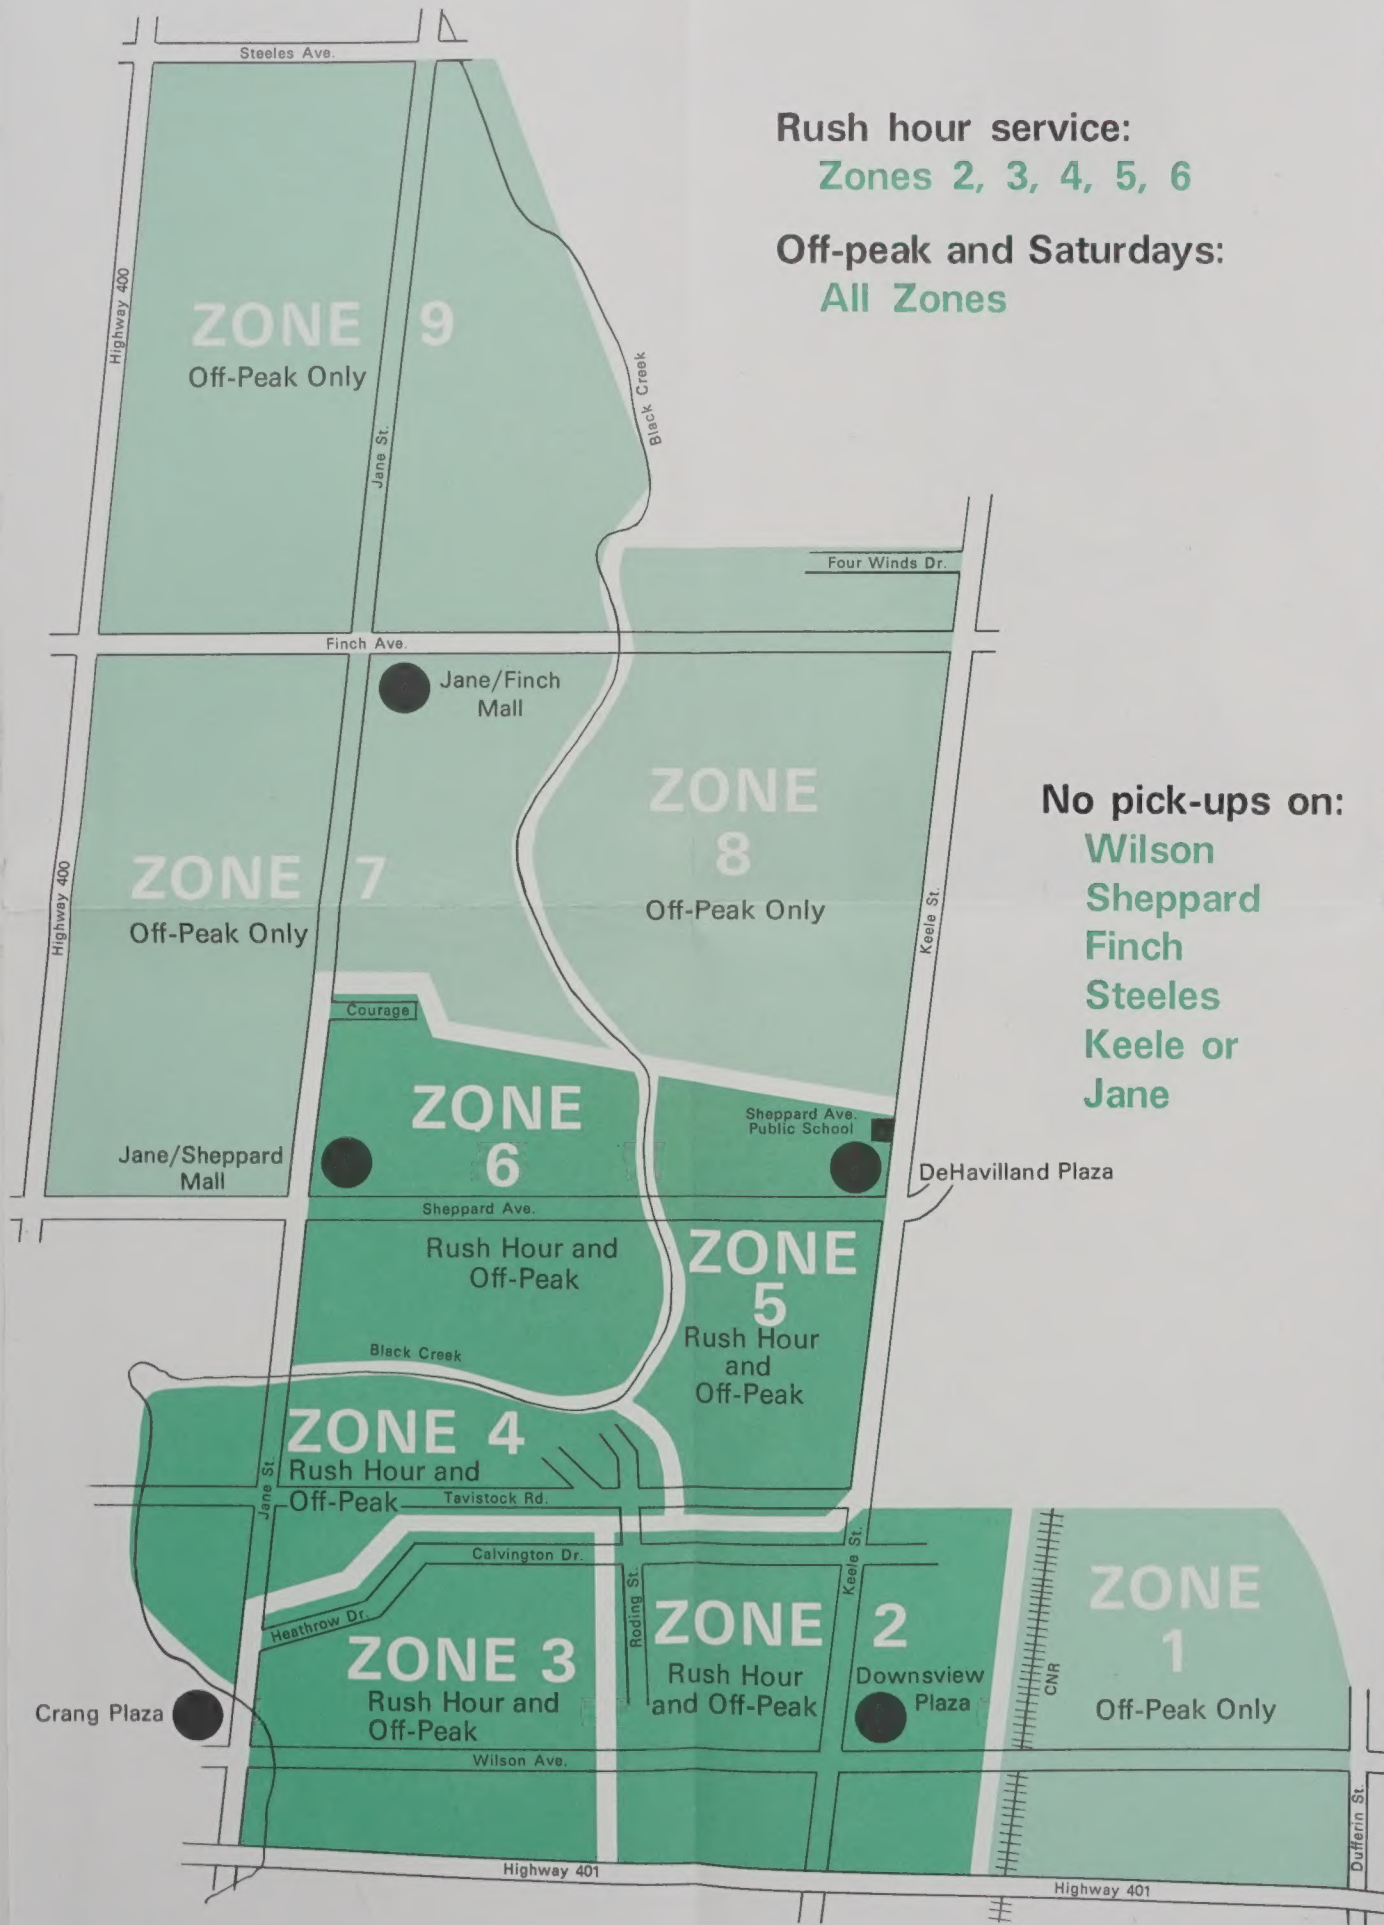 Steeles Ave.
Rush hour service:
Zones 2, 3, 4, 5, 6
Off-peak and Saturdays:
All Zones
Highway 400
ZONE 9
Off-Peak Only
Black Creek
Jane St.
Four Winds Dr.
Finch Ave.
Jane/Finch
Mall
ZONE
8
Off-Peak Only
No pick-ups on:
Wilson
Sheppard
Finch
Steeles
Keele or
Jane
Highway 400
ZONE 7
Off-Peak Only
Keele St.
Courage
ZONE
6
Sheppard Ave.
Public School
Jane/Sheppard
Mall
DeHavilland Plaza
Sheppard Ave.
Rush Hour and
Off-Peak
ZONE
5
Rush Hour
and
Off-Peak
Black Creek
ZONE 4
Rush Hour and
Off-Peak
Jane St.
Tavistock Rd.
Calvington Dr.
Keele St.
Roding St.
Heathrow Dr.
ZONE 3
Rush Hour and
Off-Peak
ZONE 2
Rush Hour
and Off-Peak
Downsview
Plaza
CNR
ZONE
1
Off-Peak Only
Crang Plaza
Wilson Ave.
Dufferin St.
Highway 401
Highway 401